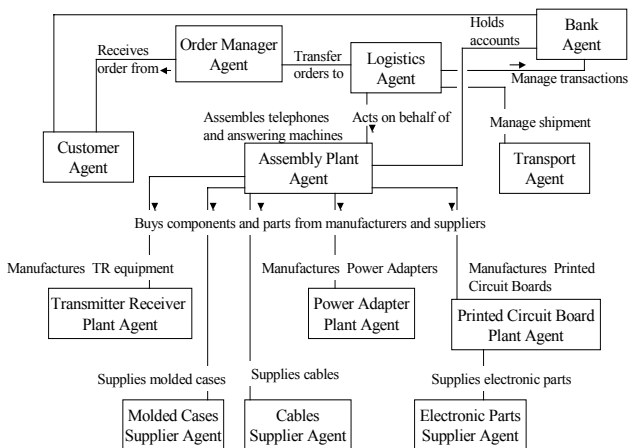 Holds
accounts
Bank
Agent
Receives
order from
Order Manager
Agent
Transfer
orders to
Logistics
Agent
Manage transactions
Assembles telephones
and answering machines
Acts on behalf of
Manage shipment
Customer
Agent
Assembly Plant
Agent
Transport
Agent
Buys components and parts from manufacturers and suppliers
Manufactures TR equipment
Manufactures Power Adapters
Manufactures Printed
Circuit Boards
Transmitter Receiver
Plant Agent
Power Adapter
Plant Agent
Printed Circuit Board
Plant Agent
Supplies molded cases
Supplies cables
Supplies electronic parts
Molded Cases
Supplier Agent
Cables
Supplier Agent
Electronic Parts
Supplier Agent